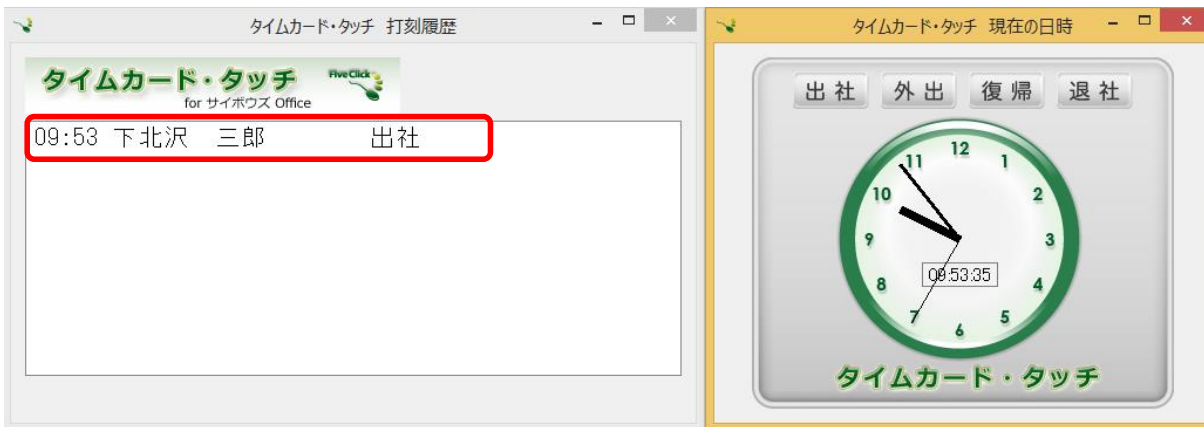 タイムカード・タッチ 打刻履歴
タイムカード・タッチ
FiveClick
for サイボウズ Office
09:53 下北沢 三郎 出社
タイムカード・タッチ 現在の日時
出社 外出 復帰 退社
12
11 1
10 2
9 3
09:53:35
8 4
7 5
6
タイムカード・タッチ